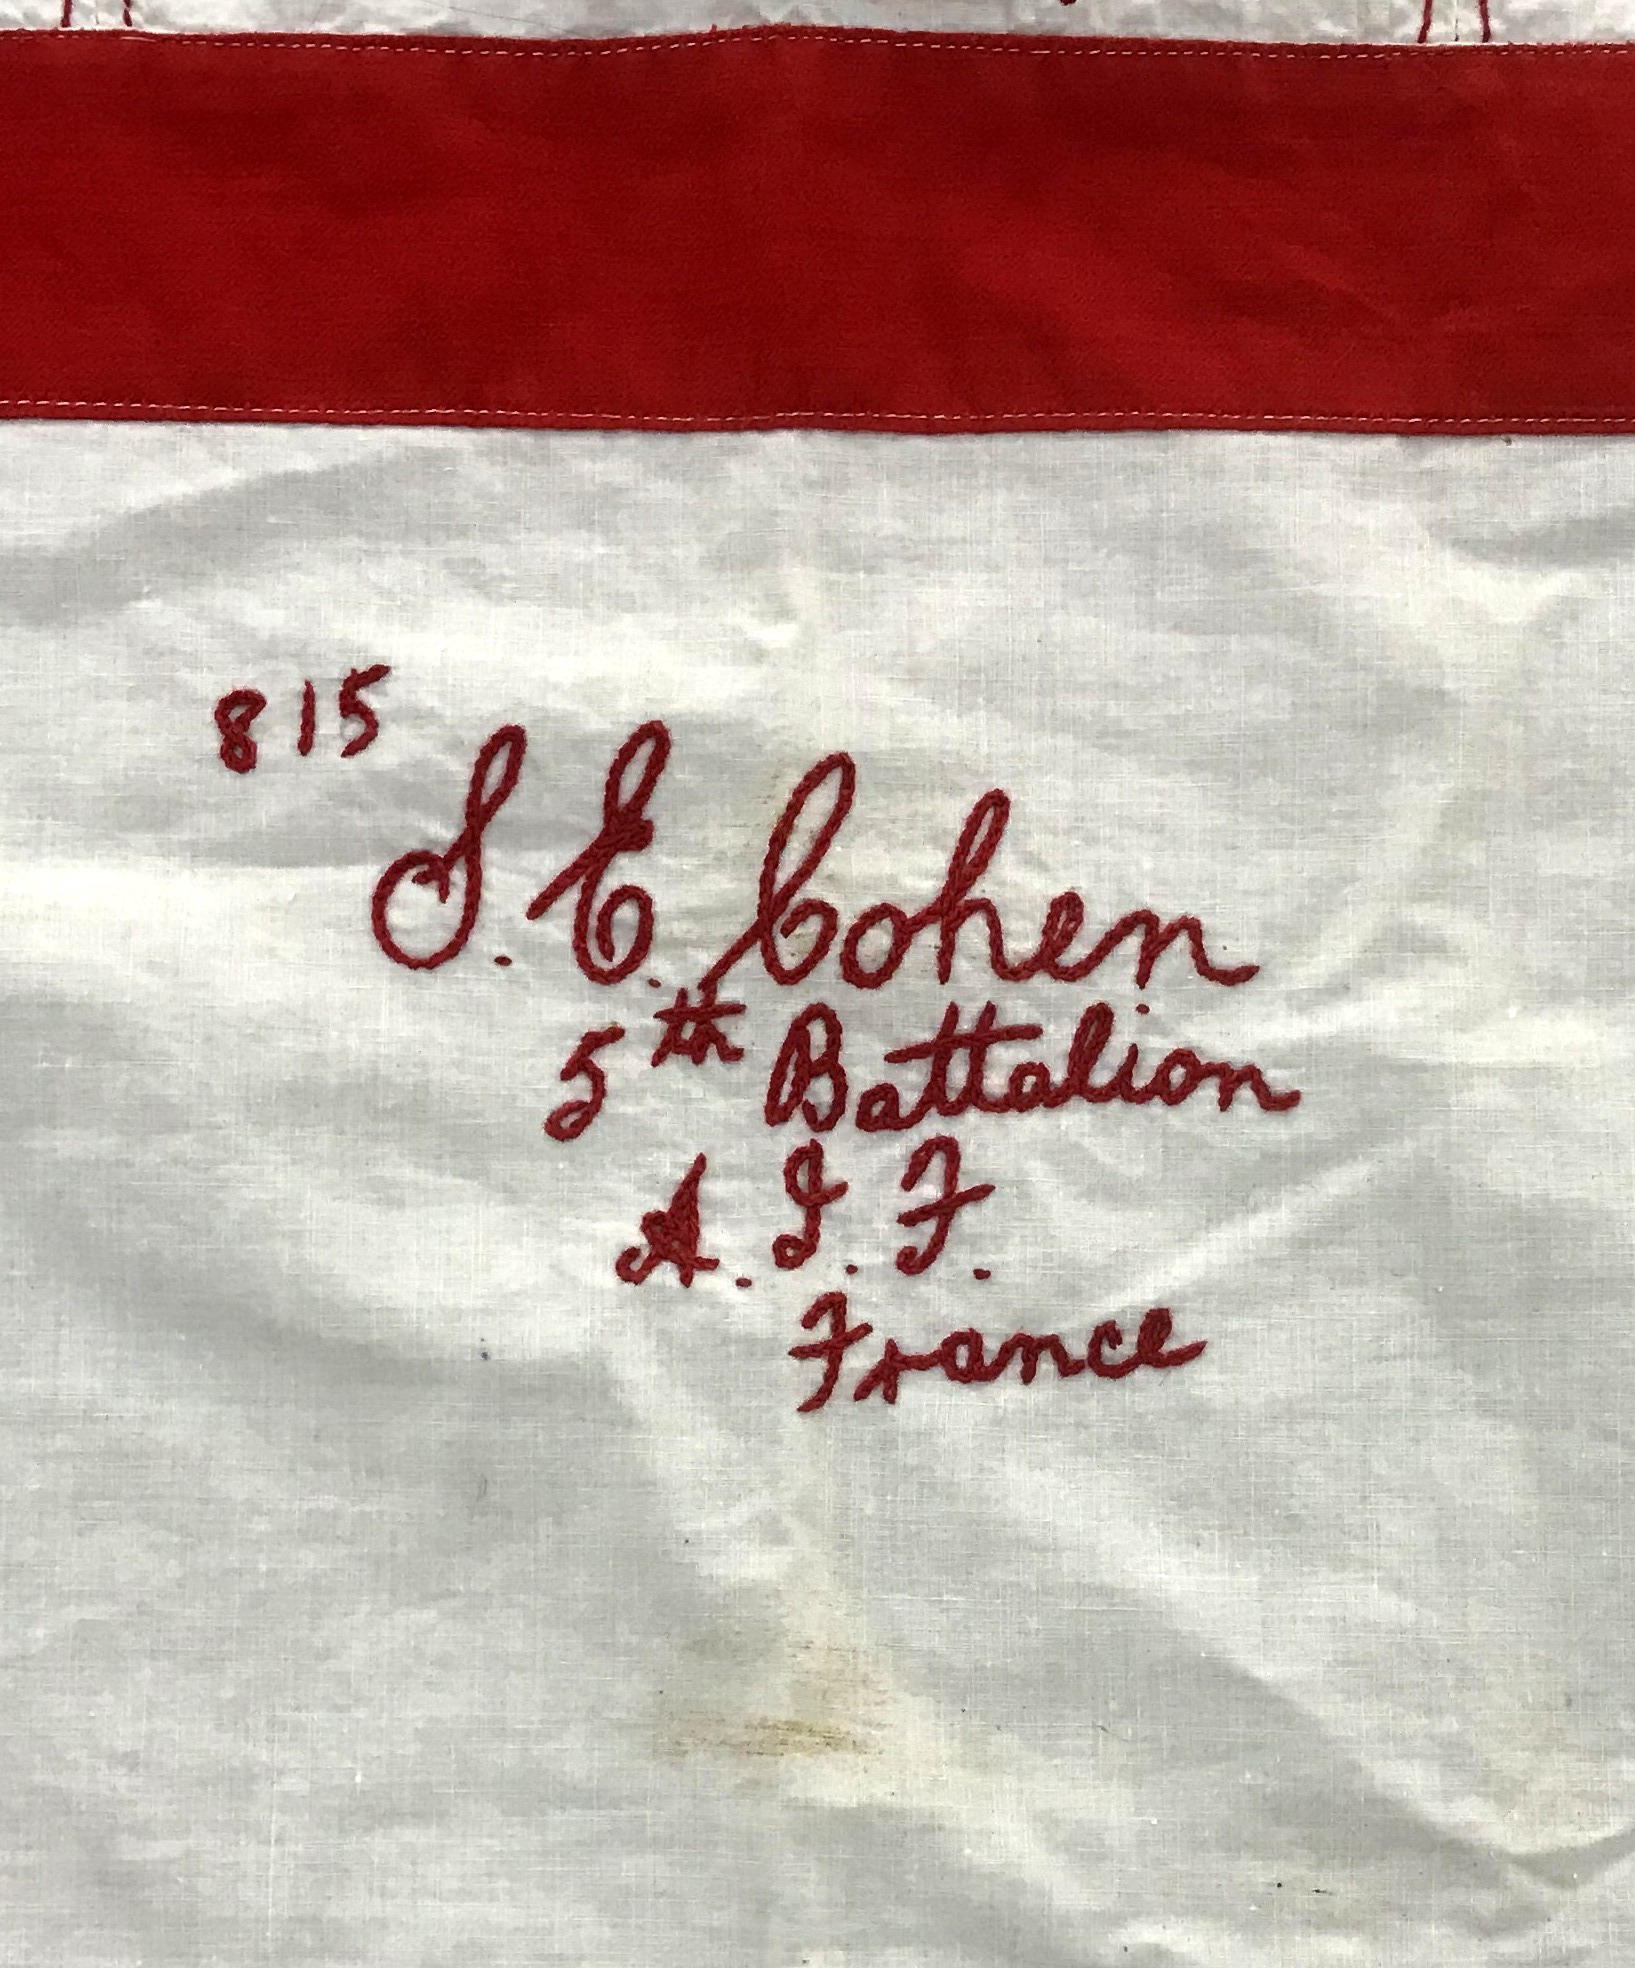 815
S. E. Cohen
5th Battalion
A. I. F.
France